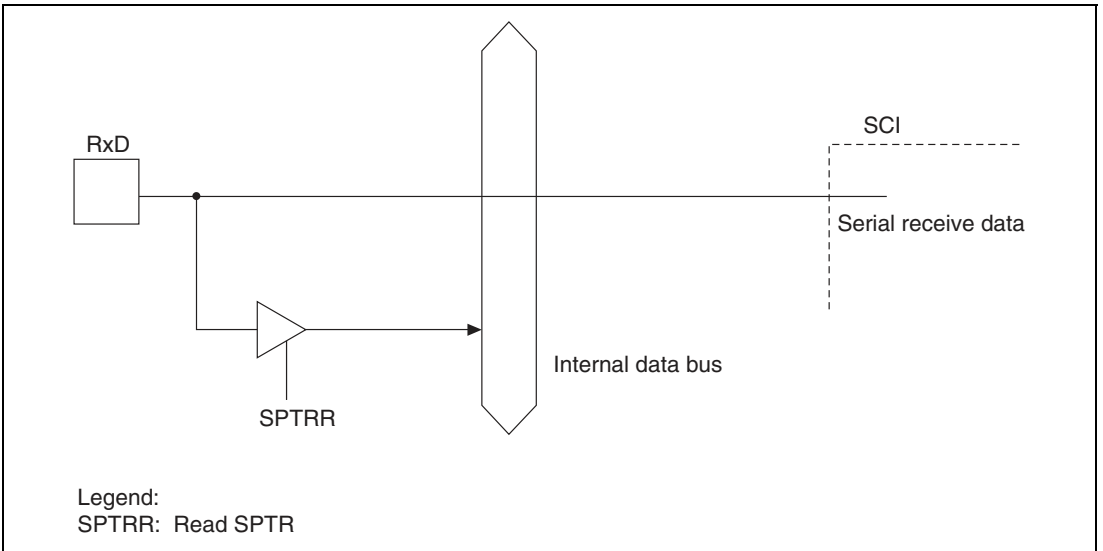 RxD
SCI
Serial receive data
Internal data bus
SPTRR
Legend:
SPTRR: Read SPTR